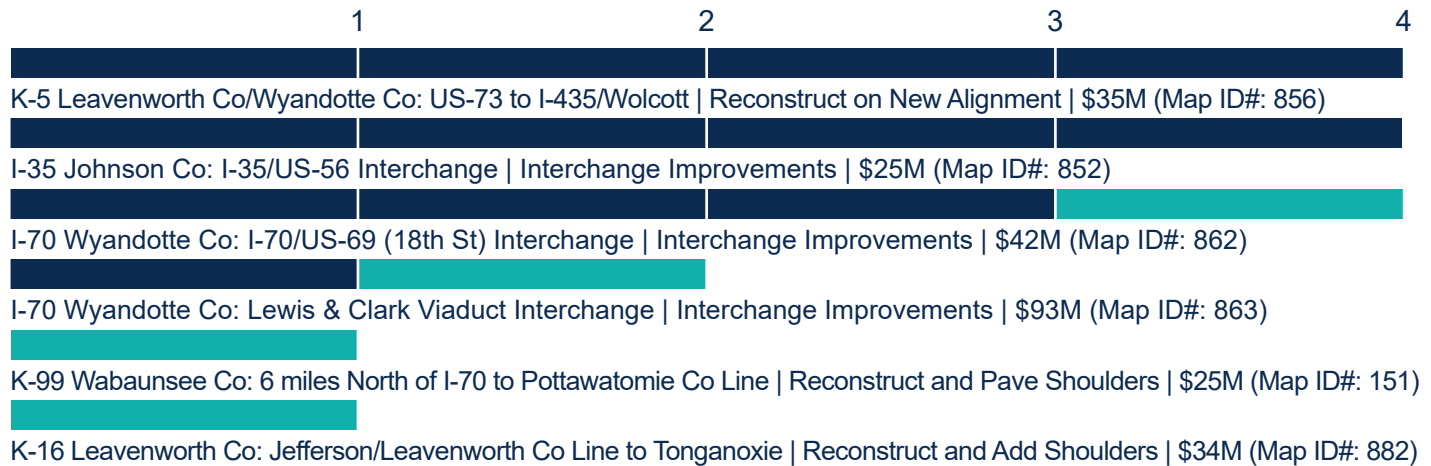 1 2 3 4
K-5 Leavenworth Co/Wyandotte Co: US-73 to I-435/Wolcott | Reconstruct on New Alignment | $35M (Map ID#: 856)
I-35 Johnson Co: I-35/US-56 Interchange | Interchange Improvements | $25M (Map ID#: 852)
I-70 Wyandotte Co: I-70/US-69 (18th St) Interchange | Interchange Improvements | $42M (Map ID#: 862)
I-70 Wyandotte Co: Lewis & Clark Viaduct Interchange | Interchange Improvements | $93M (Map ID#: 863)
K-99 Wabaunsee Co: 6 miles North of I-70 to Pottawatomie Co Line | Reconstruct and Pave Shoulders | $25M (Map ID#: 151)
K-16 Leavenworth Co: Jefferson/Leavenworth Co Line to Tonganoxie | Reconstruct and Add Shoulders | $34M (Map ID#: 882)